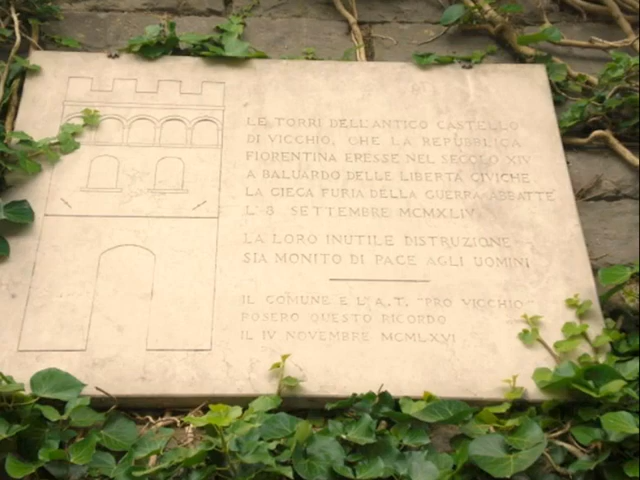 LE TORRI DELL'ANTICO CASTELLO
DI VICCHIO, CHE LA REPUBBLICA
FIORENTINA ERESSE NEL SECOLO XIV
A BALUARDO DELLE LIBERTÀ CIVICHE
LA CIECA FURIA DELLA GUERRA ABBATTÉ
L'8 SETTEMBRE MCMXLIV.
LA LORO INUTILE DISTRUZIONE
SIA MONITO DI PACE AGLI UOMINI
IL COMUNE E L'A.T. "PRO VICCHIO"
POSERO QUESTO RICORDO
IL IV NOVEMBRE MCMLXVI